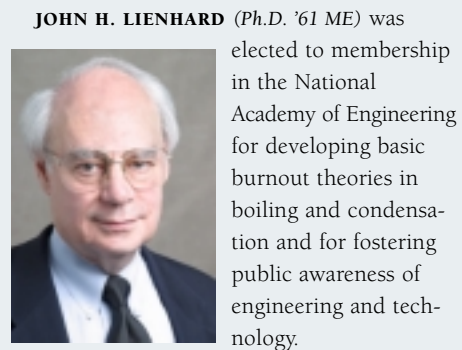 JOHN H. LIENHARD (Ph.D. ’61 ME) was
elected to membership
in the National
Academy of Engineering
for developing basic
burnout theories in
boiling and condensa-
tion and for fostering
public awareness of
engineering and tech-
nology.